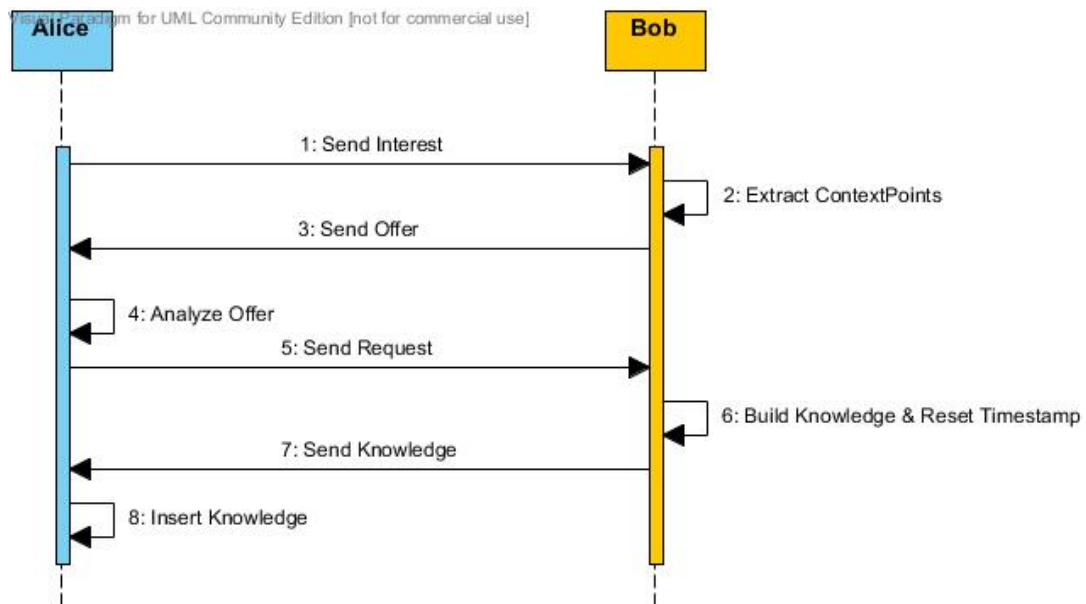 Visual Paradigm for UML Community Edition [not for commercial use]
Alice
Bob
1: Send Interest
2: Extract ContextPoints
3: Send Offer
4: Analyze Offer
5: Send Request
6: Build Knowledge & Reset Timestamp
7: Send Knowledge
8: Insert Knowledge